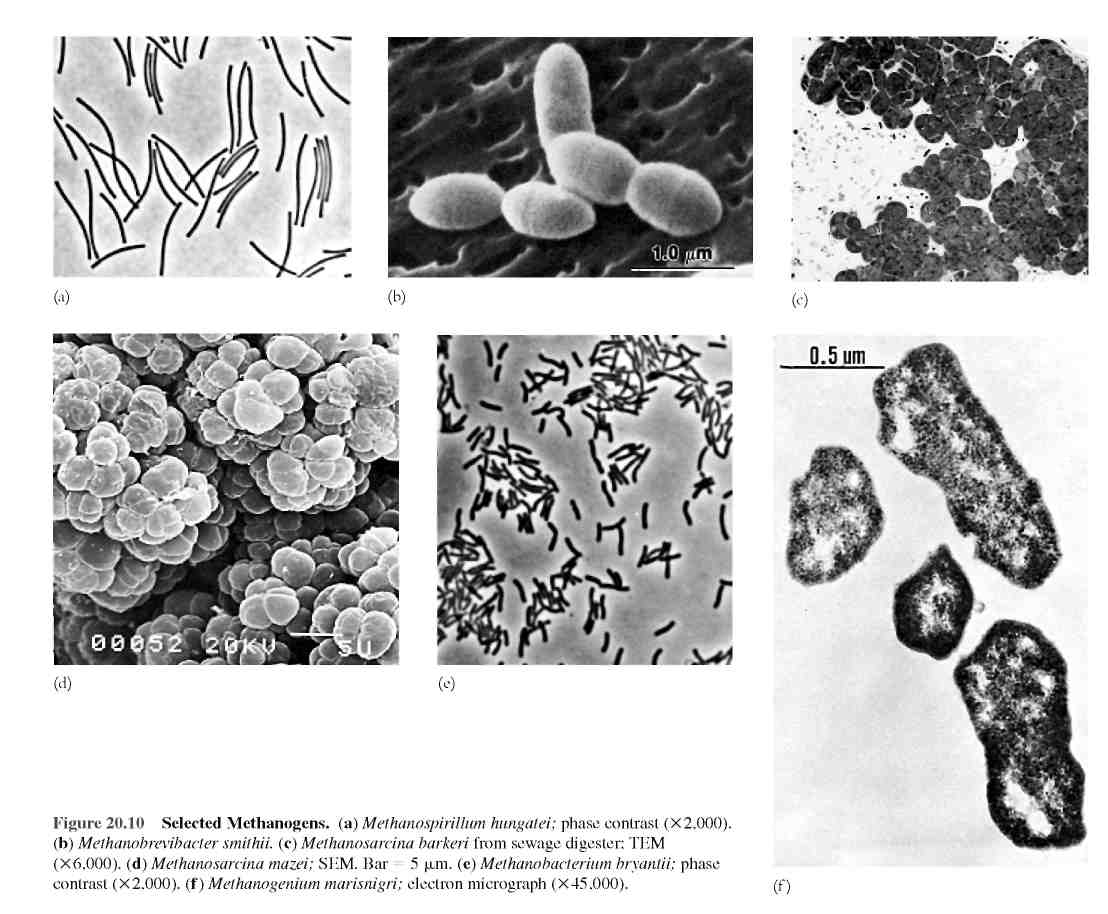 (a)
1.0 μm
(b)
(c)
00052 20KV 5U
(d)
(e)
0.5 um
(f)
Figure 20.10 Selected Methanogens. (a) Methanospirillum hungatei; phase contrast (×2,000).
(b) Methanobrevibacter smithii. (c) Methanosarcina barkeri from sewage digester; TEM
(×6,000). (d) Methanosarcina mazei; SEM. Bar = 5 μm. (e) Methanobacterium bryantii; phase
contrast (×2,000). (f) Methanogenium marisnigri; electron micrograph (×45,000).